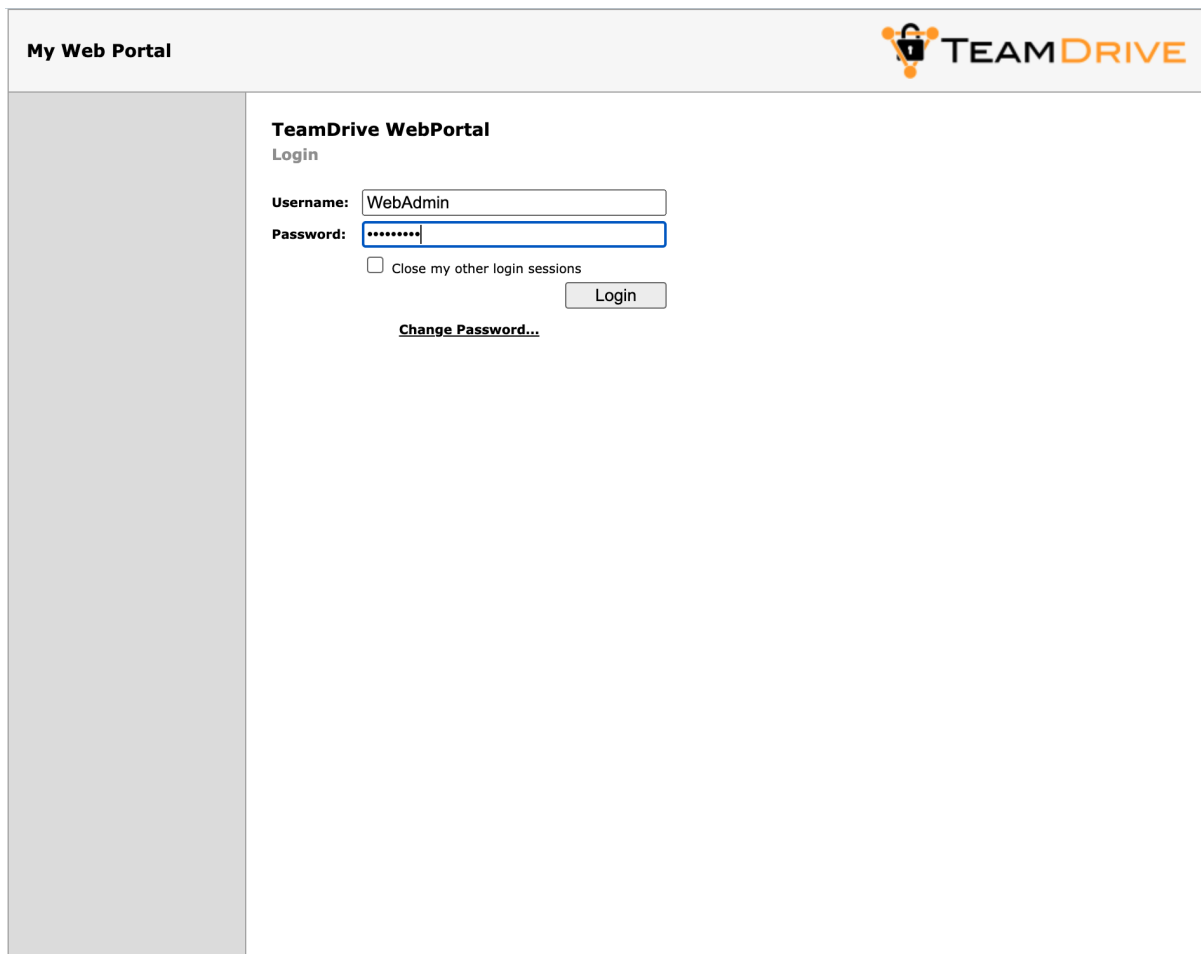 My Web Portal
TEAMDRIVE
TeamDrive WebPortal
Login
Username: WebAdmin
Password: •••••••••
Close my other login sessions
Login
Change Password...